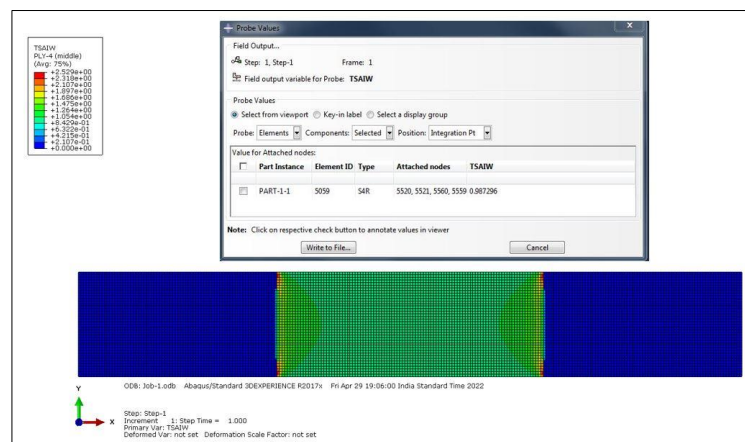 Probe Values
x
Field Output...
Step: 1, Step-1 Frame: 1
Field output variable for Probe: TSAIW
Probe Values
Select from viewport Key-in label Select a display group
Probe: Elements Components: Selected Position: Integration Pt
Value for Attached nodes:
Part Instance Element ID Type Attached nodes TSAIW
PART-1-1 5059 S4R 5520, 5521, 5560, 5559 0.987296
Note: Click on respective check button to annotate values in viewer
Write to File... Cancel
TSAIW
PLY-4 (middle)
(Avg: 75%)
+2.529e+00
+2.318e+00
+2.107e+00
+1.897e+00
+1.686e+00
+1.475e+00
+1.264e+00
+1.054e+00
+8.429e-01
+6.322e-01
+4.215e-01
+2.107e-01
+0.000e+00
Y
X
ODB: Job-1.odb Abaqus/Standard 3DEXPERIENCE R2017x Fri Apr 29 19:06:00 India Standard Time 2022
Step: Step-1
Increment 1: Step Time = 1.000
Primary Var: TSAIW
Deformed Var: not set Deformation Scale Factor: not set